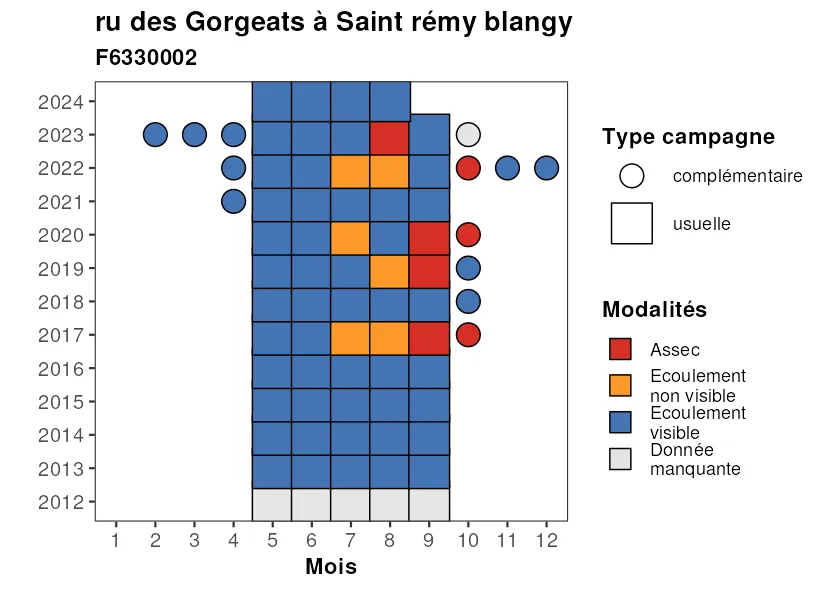 ru des Gorgeats à Saint rémy blangy
F6330002
2024
2023
2022
2021
2020
2019
2018
2017
2016
2015
2014
2013
2012
1 2 3 4 5 6 7 8 9 10 11 12
Mois
Type campagne
complémentaire
usuelle
Modalités
Assec
Ecoulement
non visible
Ecoulement
visible
Donnée
manquante